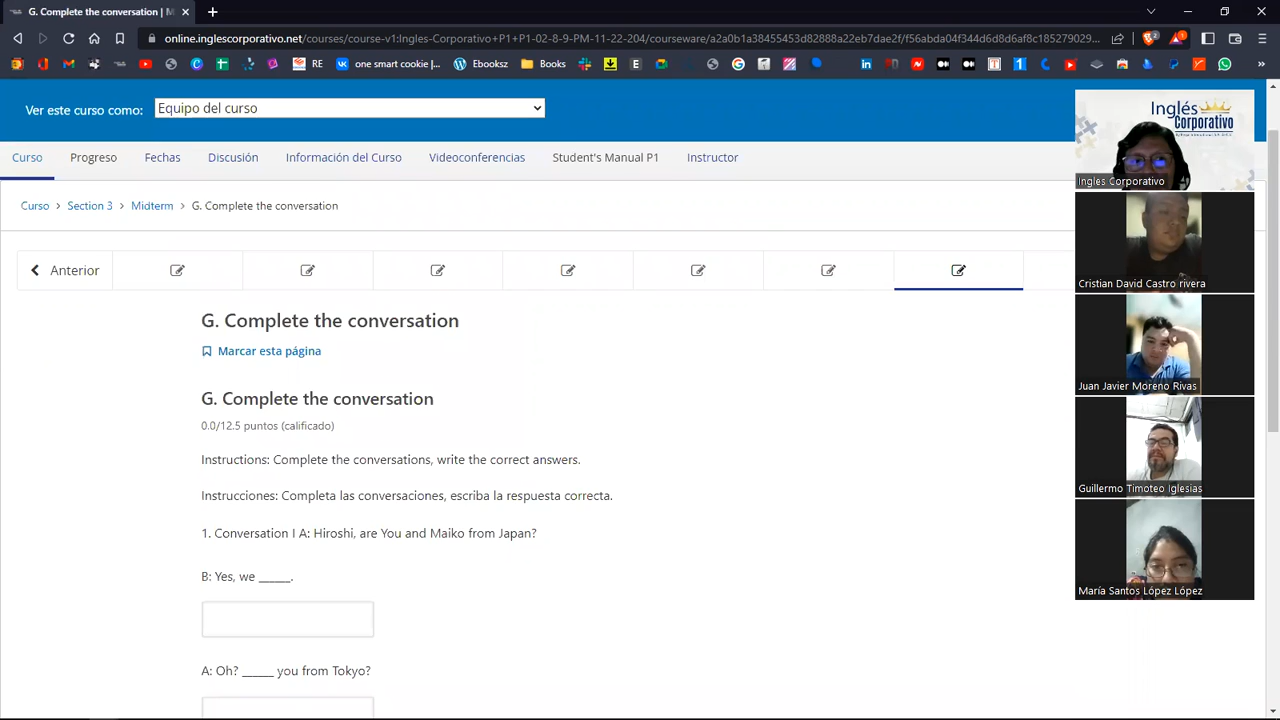 G. Complete the conversation | M
online.inglescorporativo.net/courses/course-v1:Ingles-Corporativo+P1+P1-02-8-9-PM-11-22-204/courseware/a2a0b1a38455453d82888a22eb7dae2f/f56abda04f344d6d8d6af8c185279029...
RE
one smart cookie |...
Ebooksz
Books
Ver este curso como:
Equipo del curso
Curso
Progreso
Fechas
Discusión
Información del Curso
Videoconferencias
Student's Manual P1
Instructor
Curso > Section 3 > Midterm > G. Complete the conversation
Anterior
G. Complete the conversation
Marcar esta página
G. Complete the conversation
0.0/12.5 puntos (calificado)
Instructions: Complete the conversations, write the correct answers.
Instrucciones: Completa las conversaciones, escriba la respuesta correcta.
1. Conversation I A: Hiroshi, are You and Maiko from Japan?
B: Yes, we _____.
A: Oh? _____ you from Tokyo?
Inglés
Corporativo
Ingles Corporativo
Cristian David Castro rivera
Juan Javier Moreno Rivas
Guillermo Timoteo Iglesias
María Santos López López